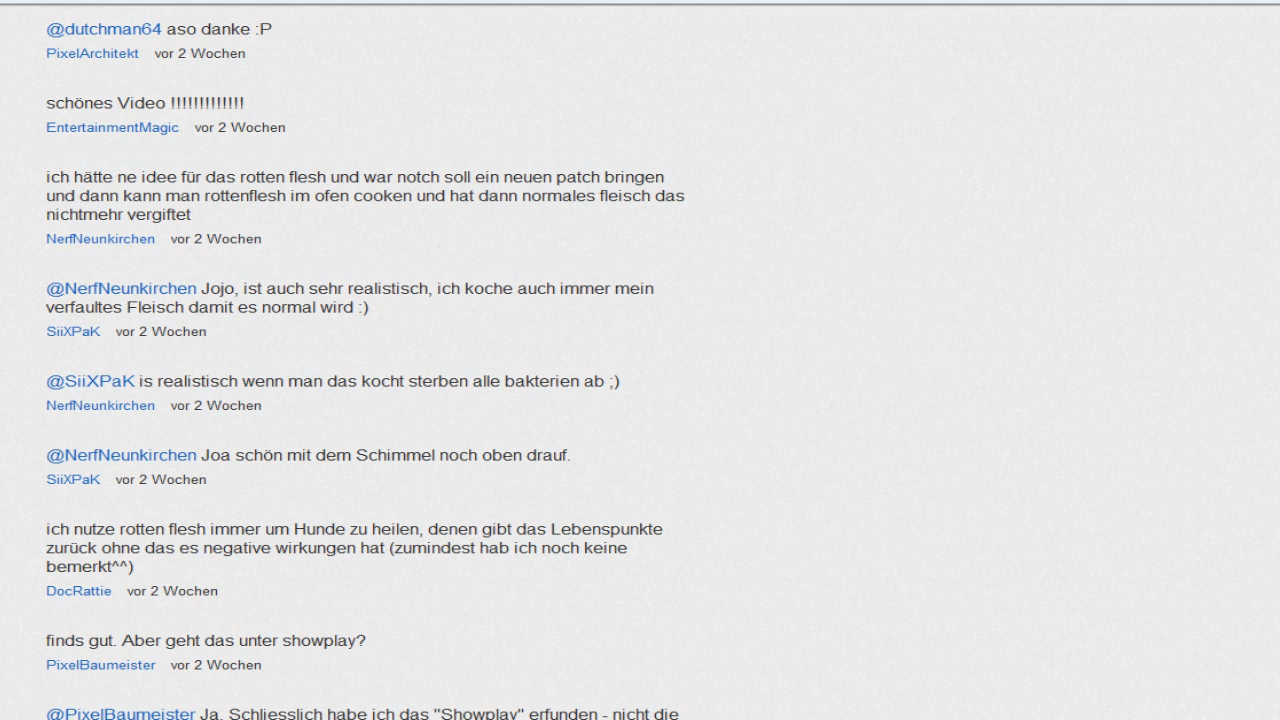 @dutchman64 aso danke :P
PixelArchitekt vor 2 Wochen
schönes Video !!!!!!!!!!!!!
EntertainmentMagic vor 2 Wochen
ich hätte ne idee für das rotten flesh und war notch soll ein neuen patch bringen
und dann kann man rottenflesh im ofen cooken und hat dann normales fleisch das
nichtmehr vergiftet
NerfNeunkirchen vor 2 Wochen
@NerfNeunkirchen Jojo, ist auch sehr realistisch, ich koche auch immer mein
verfaultes Fleisch damit es normal wird :)
SiiXPaK vor 2 Wochen
@SiiXPaK is realistisch wenn man das kocht sterben alle bakterien ab ;)
NerfNeunkirchen vor 2 Wochen
@NerfNeunkirchen Joa schön mit dem Schimmel noch oben drauf.
SiiXPaK vor 2 Wochen
ich nutze rotten flesh immer um Hunde zu heilen, denen gibt das Lebenspunkte
zurück ohne das es negative wirkungen hat (zumindest hab ich noch keine
bemerkt^^)
DocRattie vor 2 Wochen
finds gut. Aber geht das unter showplay?
PixelBaumeister vor 2 Wochen
@PixelBaumeister Ja. Schliesslich habe ich das "Showplay" erfunden - nicht die